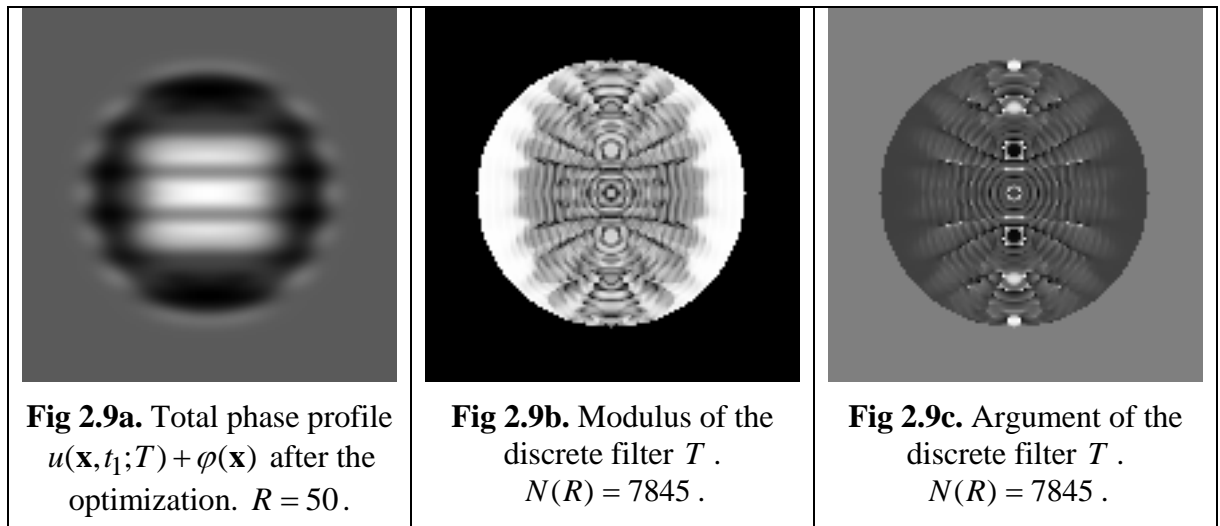 Fig 2.9a. Total phase profile
u(x,t₁;T)+φ(x) after the
optimization. R = 50.
Fig 2.9b. Modulus of the
discrete filter T .
N(R) = 7845 .
Fig 2.9c. Argument of the
discrete filter T .
N(R) = 7845 .